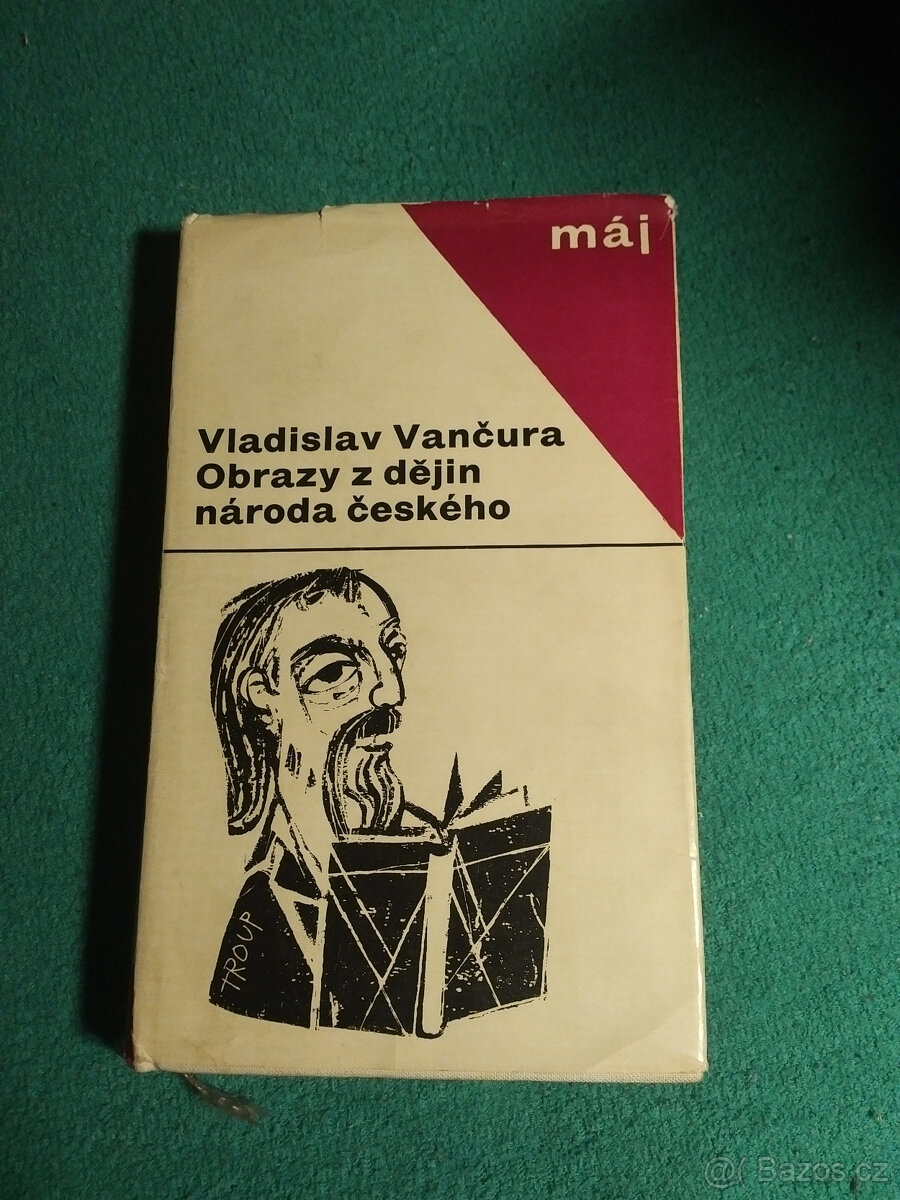 máj
Vladislav Vančura
Obrazy z dějin
národa českého
TROUP
@( Bazos.cz